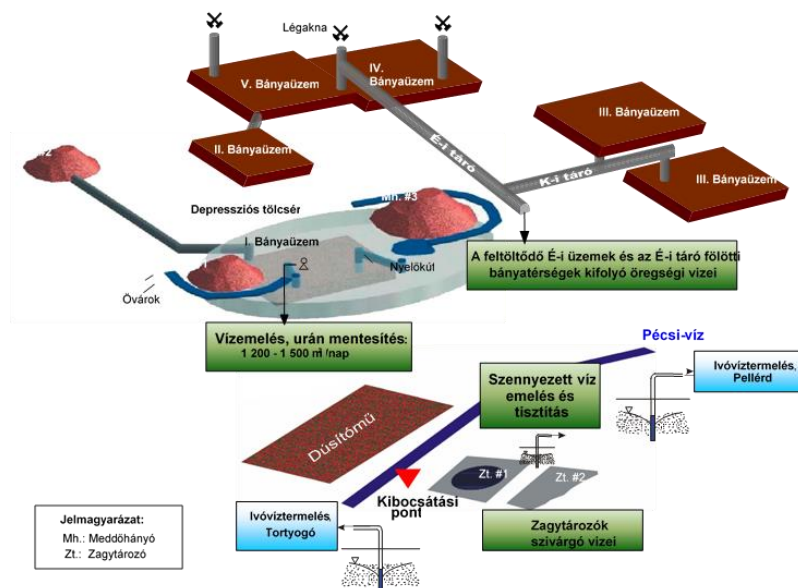 Légakna
V. Bányaüzem
IV.
Bányaüzem
II. Bányaüzem
III. Bányaüzem
III. Bányaüzem
É-i táró
K-i táró
#2
Mh. #3
Depressziós tölcsér
I. Bányaüzem
Nyelőkút
Övárok
A feltöltődő É-i üzemek és az É-i táró fölötti
bányatérségek kifolyó öregségi vizei
Vízemelés, urán mentesítés:
1 200 - 1 500 m³/nap
Pécsi-víz
Ivóvíztermelés,
Pellérd
Szennyezett víz
emelés és
tisztítás
Dúsítómű
Zt. #1
Zt. #2
Kibocsátási
pont
Ivóvíztermelés,
Tortyogó
Zagytározók
szivárgó vizei
Jelmagyarázat:
Mh.: Meddőhányó
Zt.: Zagytározó